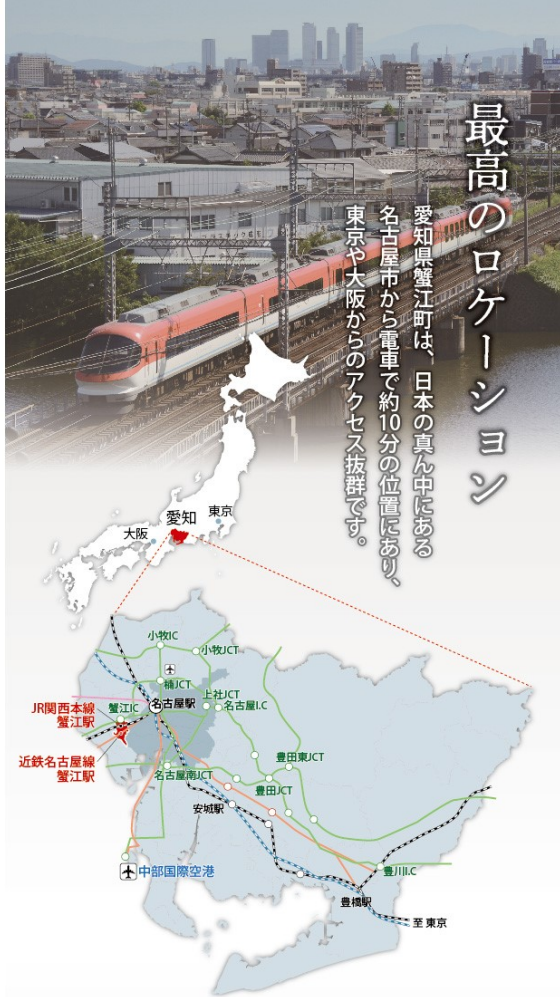 最高のロケーション
愛知県蟹江町は、日本の真ん中にある
名古屋市から電車で約10分の位置にあり、
東京や大阪からのアクセス抜群です。
愛知
東京
大阪
小牧IC
小牧JCT
楠JCT
上社JCT
名古屋駅
名古屋I.C
蟹江IC
JR関西本線
蟹江駅
近鉄名古屋線
蟹江駅
名古屋南JCT
豊田東JCT
豊田JCT
安城駅
中部国際空港
豊川I.C
豊橋駅
至 東京